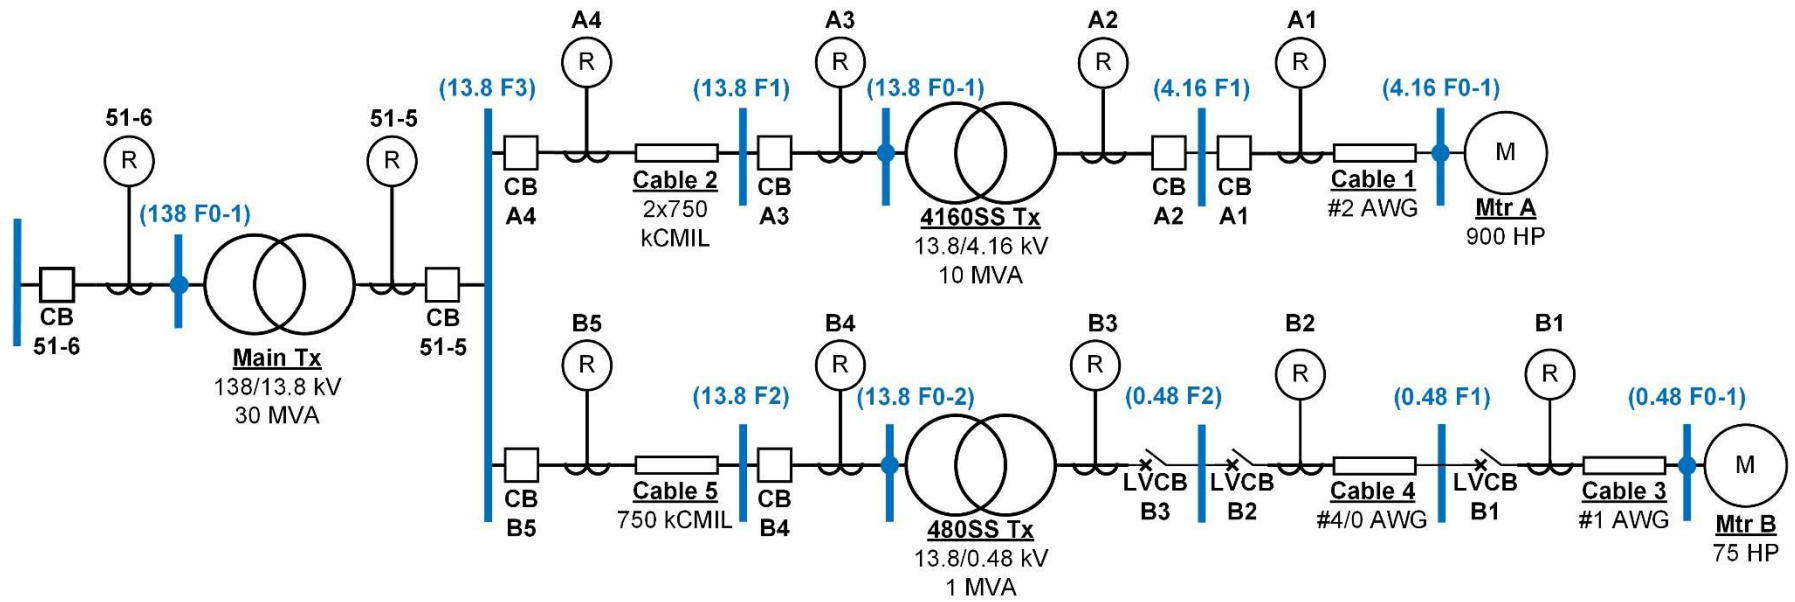 A4
R
A3
R
A2
R
A1
R
(13.8 F3)
(13.8 F1)
(13.8 F0-1)
(4.16 F1)
(4.16 F0-1)
CB
A4
Cable 2
2x750
kCMIL
CB
A3
4160SS Tx
13.8/4.16 kV
10 MVA
CB
A2
CB
A1
Cable 1
#2 AWG
M
Mtr A
900 HP
51-6
R
51-5
R
(138 F0-1)
CB
51-6
Main Tx
138/13.8 kV
30 MVA
CB
51-5
B5
R
B4
R
B3
R
B2
R
B1
R
(13.8 F2)
(13.8 F0-2)
(0.48 F2)
(0.48 F1)
(0.48 F0-1)
CB
B5
Cable 5
750 kCMIL
CB
B4
480SS Tx
13.8/0.48 kV
1 MVA
LVCB
B3
LVCB
B2
Cable 4
#4/0 AWG
LVCB
B1
Cable 3
#1 AWG
M
Mtr B
75 HP